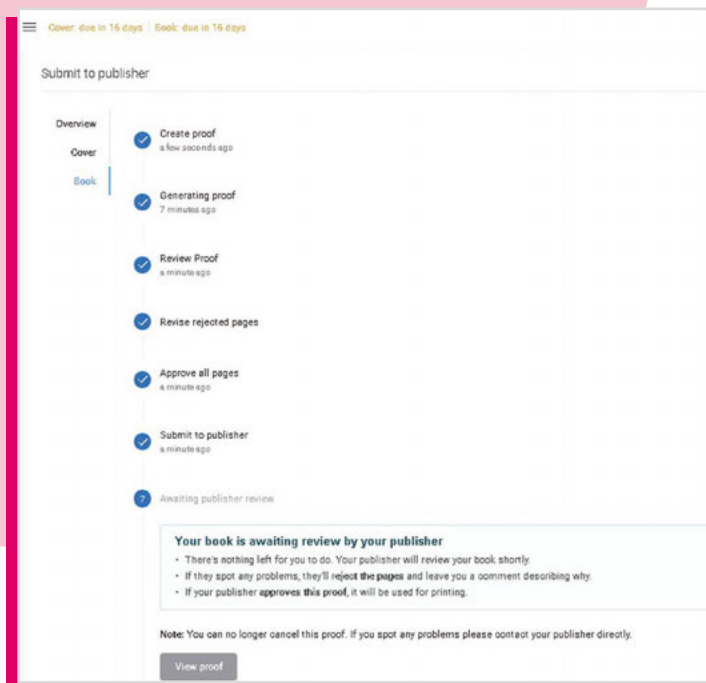 Cover: due in 16 days Book: due in 16 days
Submit to publisher
Overview
Cover
Book
Create proof
a few seconds ago
Generating proof
7 minutes ago
Review Proof
a minute ago
Revise rejected pages
Approve all pages
a minute ago
Submit to publisher
a minute ago
7 Awaiting publisher review
Your book is awaiting review by your publisher
• There's nothing left for you to do. Your publisher will review your book shortly.
• If they spot any problems, they'll reject the pages and leave you a comment describing why.
• If your publisher approves this proof, it will be used for printing.
Note: You can no longer cancel this proof. If you spot any problems please contact your publisher directly.
View proof